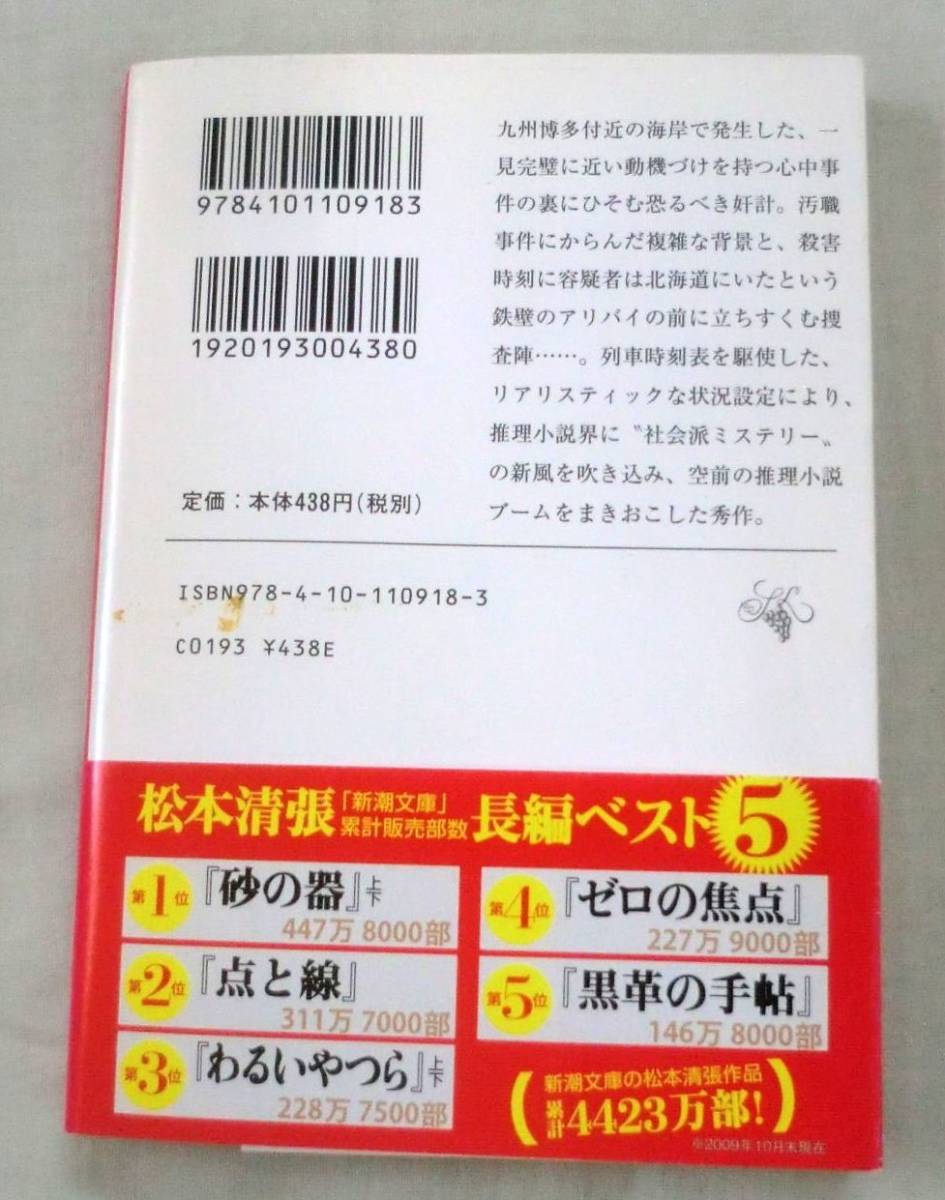 9784101109183
1920193004380
定価：本体438円(税別)
九州博多付近の海岸で発生した、一
見完璧に近い動機づけを持つ心中事
件の裏にひそむ恐るべき奸計。汚職
事件にからんだ複雑な背景と、殺害
時刻に容疑者は北海道にいたという
鉄壁のアリバイの前に立ちすくむ捜
査陣……。列車時刻表を駆使した、
リアリスティックな状況設定により、
推理小説界に〝社会派ミステリー〟
の新風を吹き込み、空前の推理小説
ブームをまきおこした秀作。
ISBN978-4-10-110918-3
C0193 ¥438E
松本清張「新潮文庫」累計販売部数 長編ベスト5
第1位『砂の器』上下
447万 8000部
第2位『点と線』
311万 7000部
第3位『わるいやつら』上下
228万 7500部
第4位『ゼロの焦点』
227万 9000部
第5位『黒革の手帖』
146万 8000部
新潮文庫の松本清張作品
累計4423万部!
※2009年10月末現在